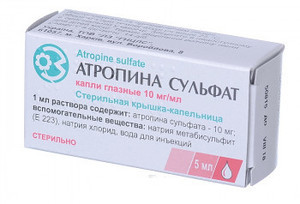 Atropine sulfate
АТРОПИНА СУЛЬФАТ
капли глазные 10 мг/мл
Стерильная крышка-капельница
1 мл раствора содержит: атропина сульфата - 10 мг;
вспомогательные вещества: натрия метабисульфит
(Е 223), натрия хлорид, вода для инъекций
СТЕРИЛЬНО
5 мл